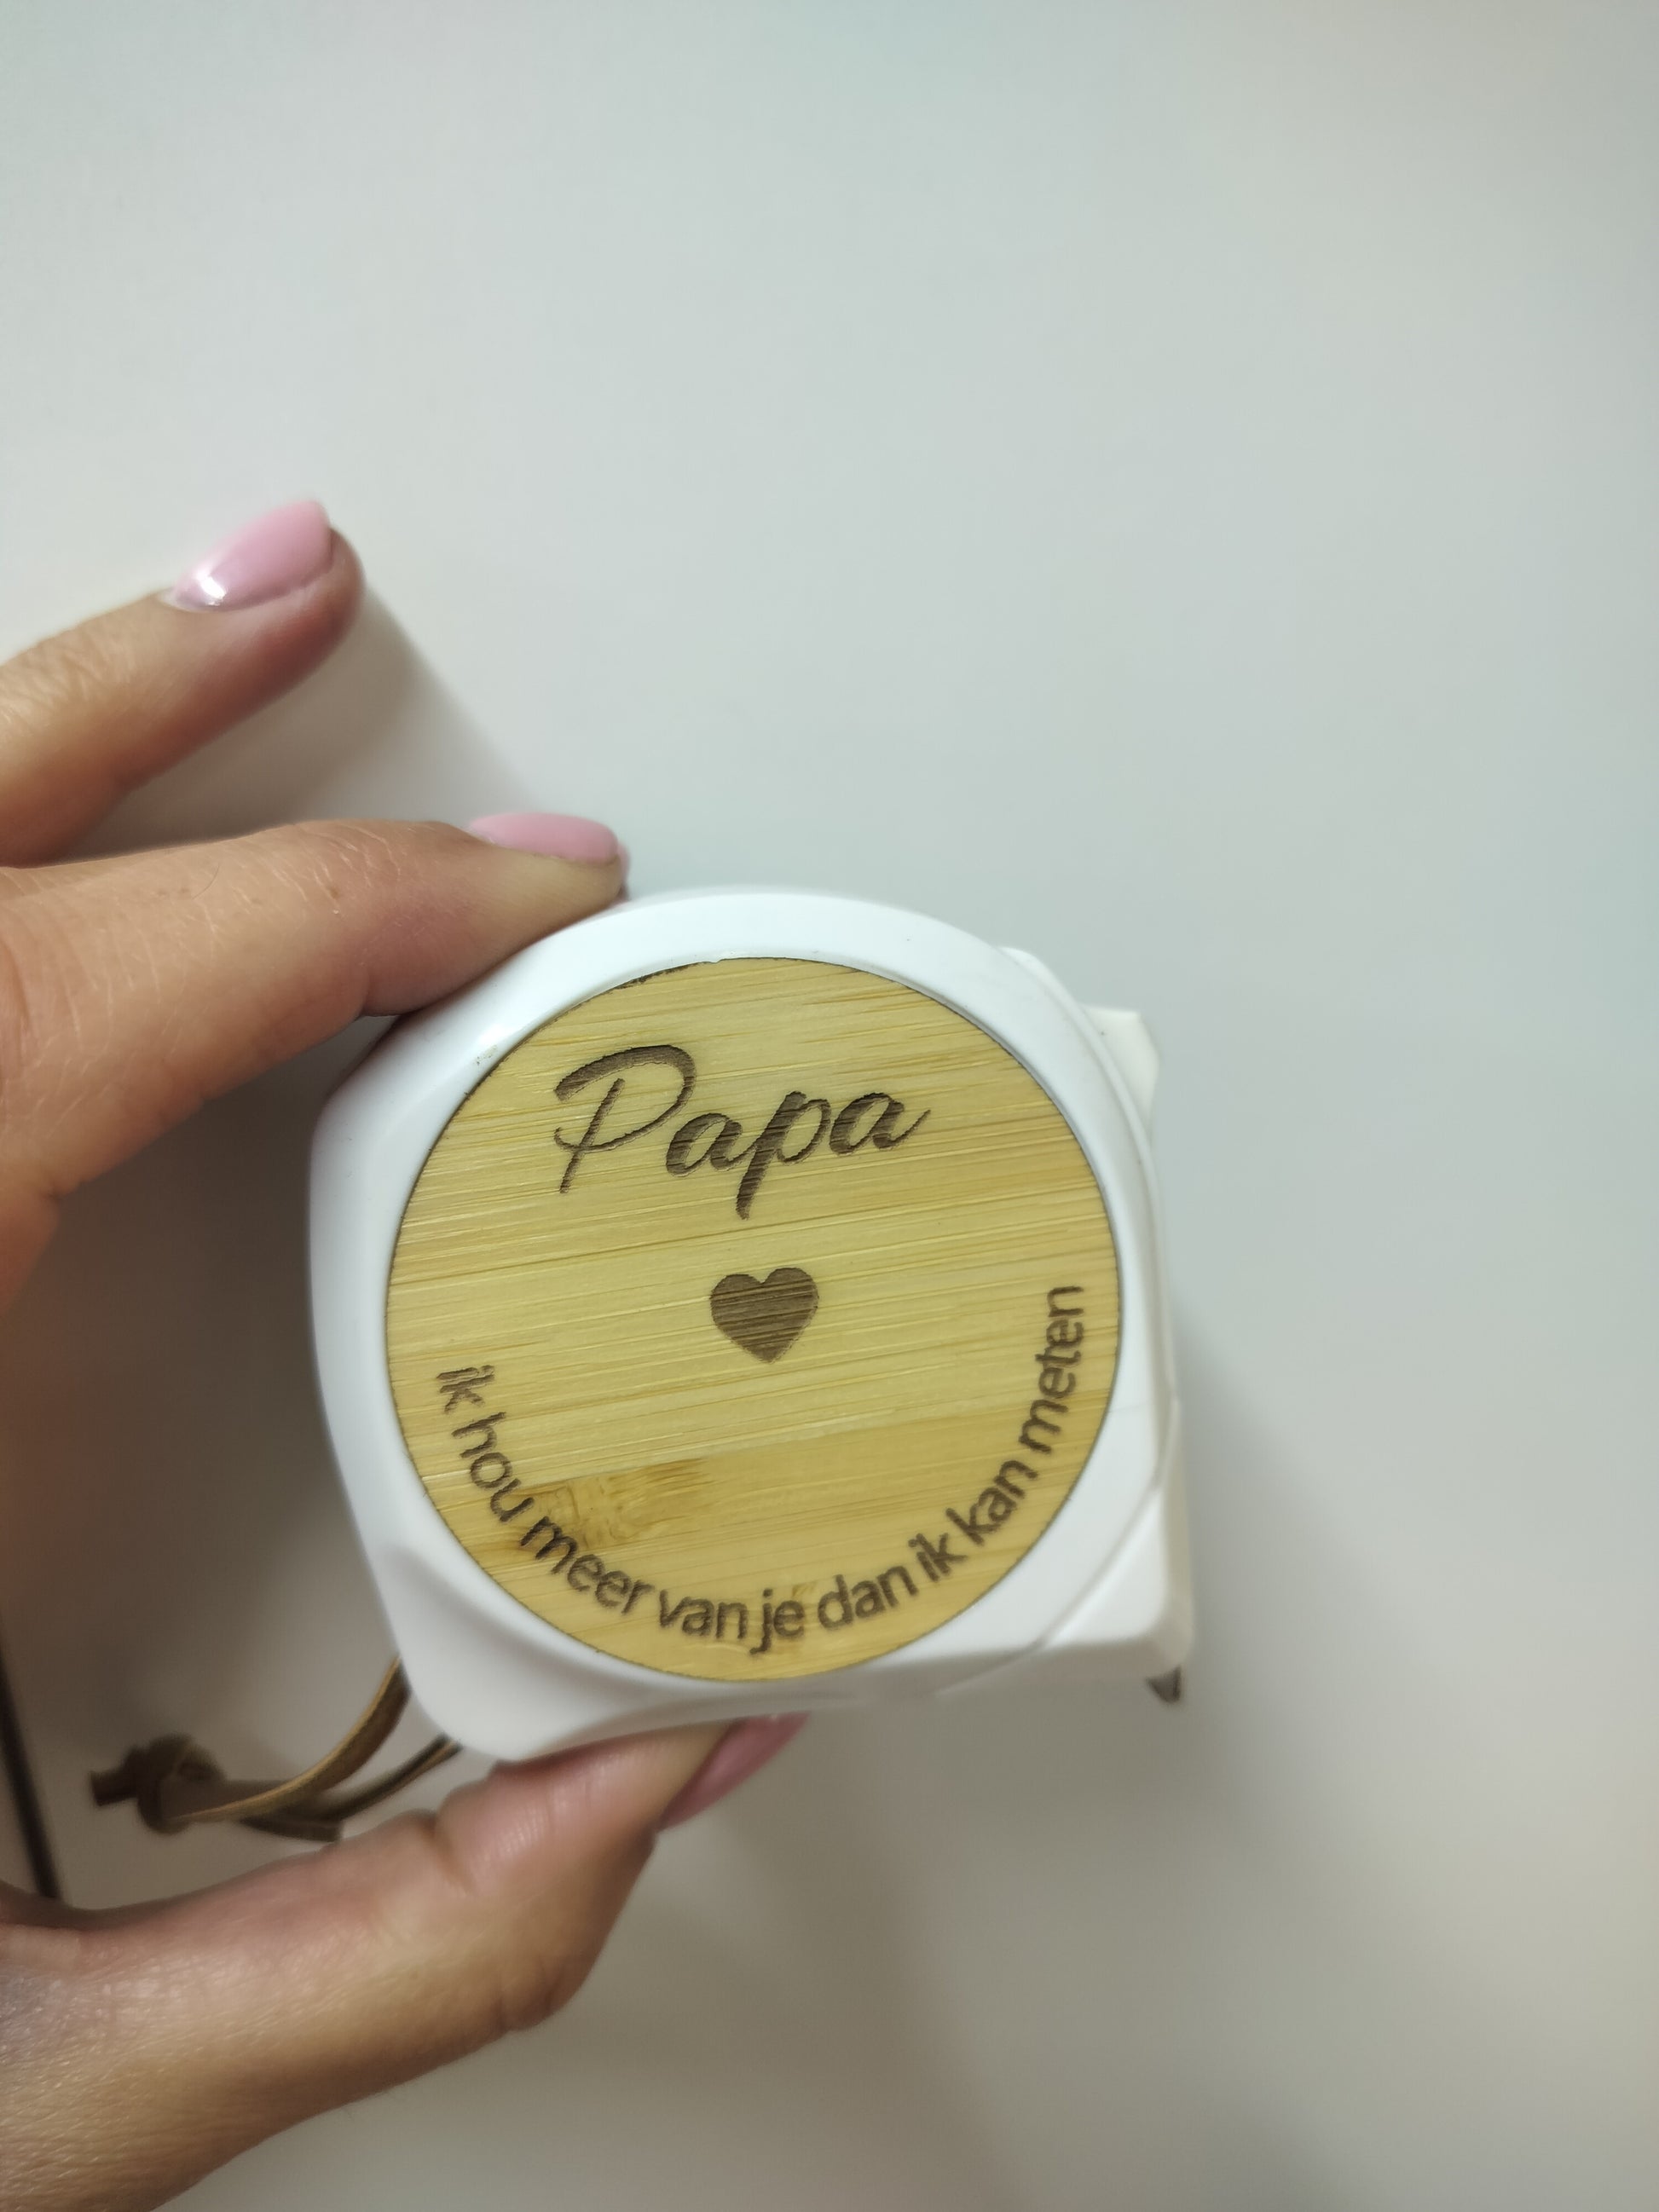 Papa
ik hou meer van je dan ik kan meten